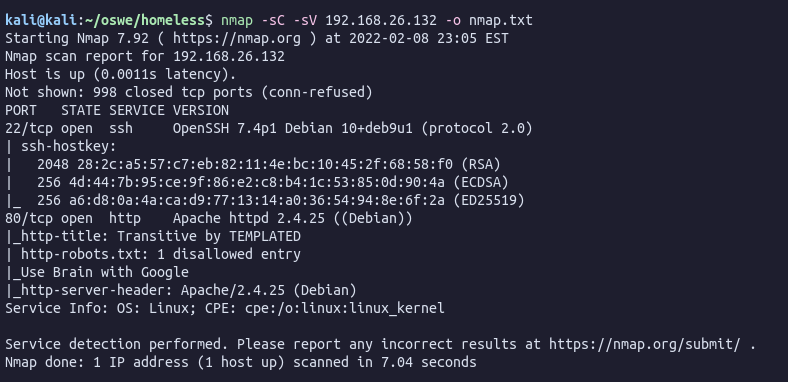 kali@kali:~/oswe/homeless$ nmap -sC -sV 192.168.26.132 -o nmap.txt
Starting Nmap 7.92 ( https://nmap.org ) at 2022-02-08 23:05 EST
Nmap scan report for 192.168.26.132
Host is up (0.0011s latency).
Not shown: 998 closed tcp ports (conn-refused)
PORT   STATE SERVICE VERSION
22/tcp open  ssh     OpenSSH 7.4p1 Debian 10+deb9u1 (protocol 2.0)
| ssh-hostkey:
|   2048 28:2c:a5:57:c7:eb:82:11:4e:bc:10:45:2f:68:58:f0 (RSA)
|   256 4d:44:7b:95:ce:9f:86:e2:c8:b4:1c:53:85:0d:90:4a (ECDSA)
|_  256 a6:d8:0a:4a:ca:d9:77:13:14:a0:36:54:94:8e:6f:2a (ED25519)
80/tcp open  http    Apache httpd 2.4.25 ((Debian))
|_http-title: Transitive by TEMPLATED
| http-robots.txt: 1 disallowed entry
|_Use Brain with Google
|_http-server-header: Apache/2.4.25 (Debian)
Service Info: OS: Linux; CPE: cpe:/o:linux:linux_kernel
Service detection performed. Please report any incorrect results at https://nmap.org/submit/ .
Nmap done: 1 IP address (1 host up) scanned in 7.04 seconds